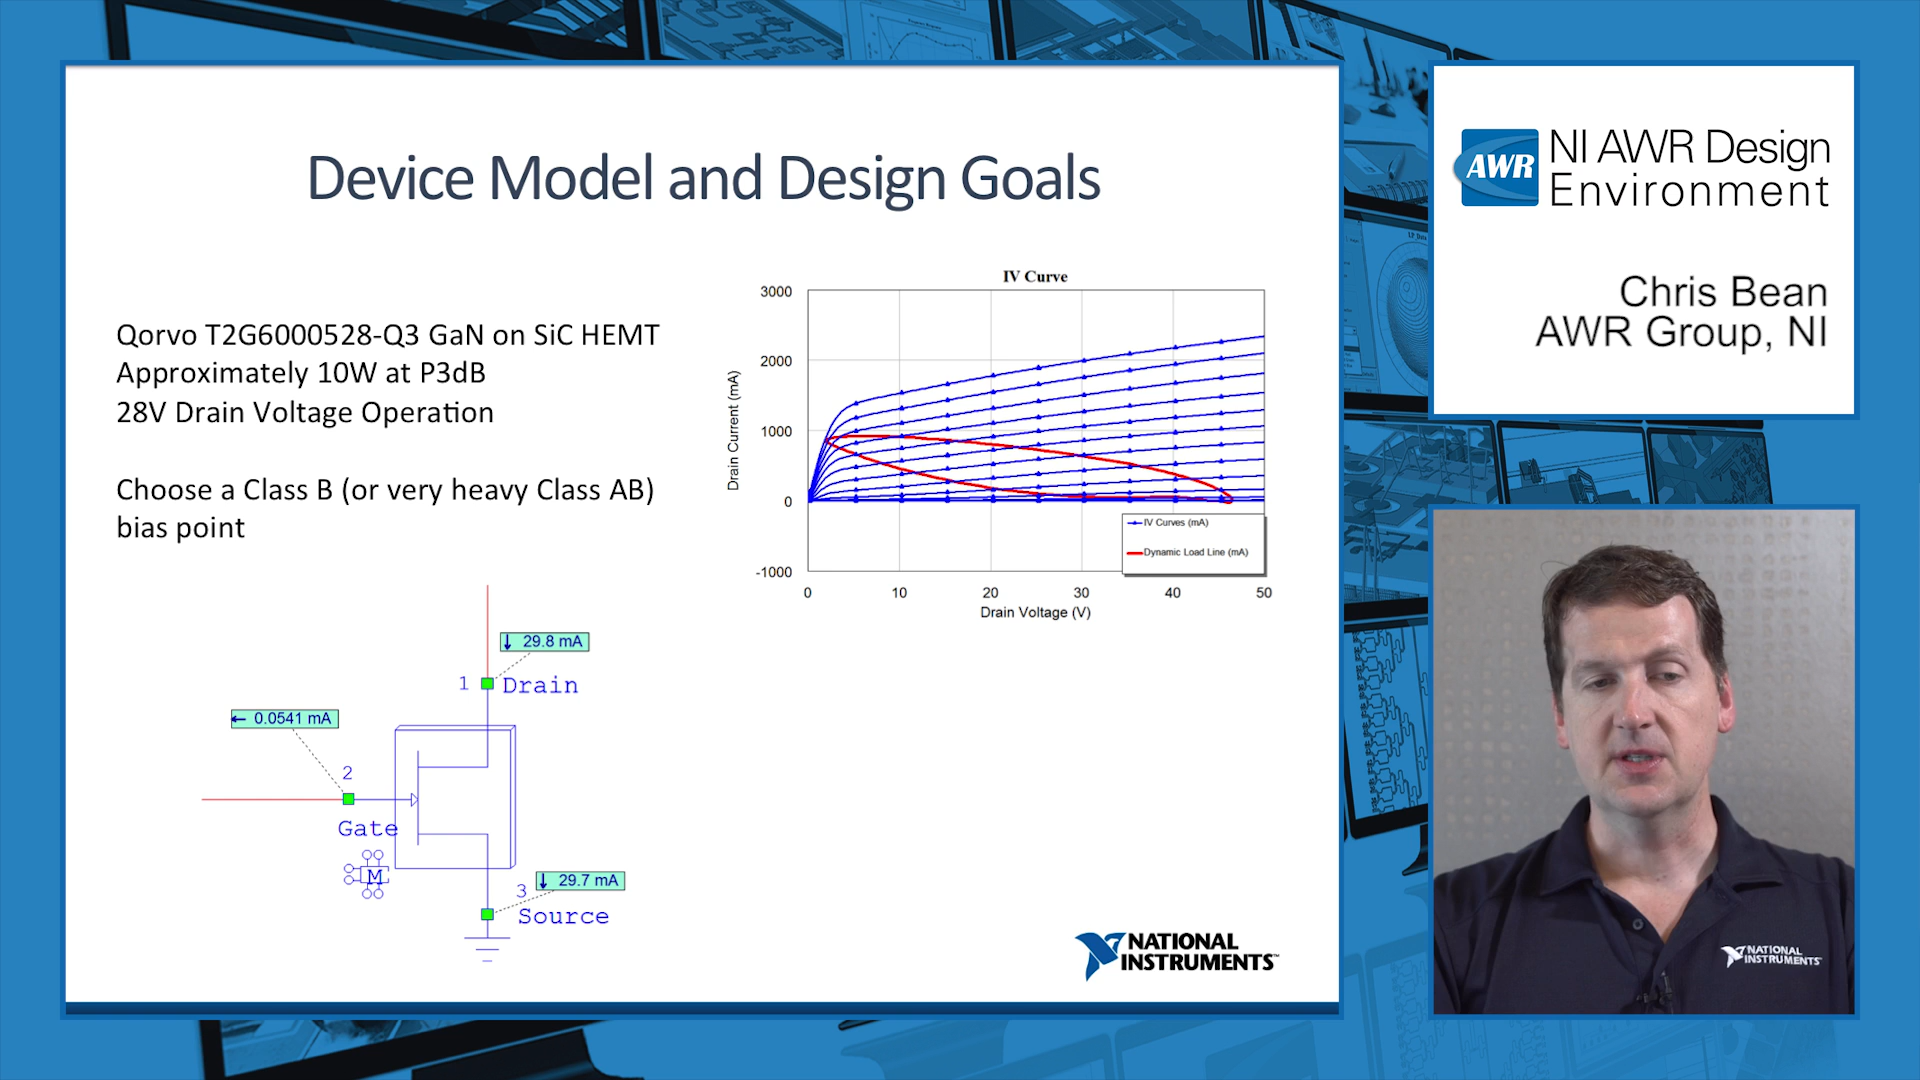 Device Model and Design Goals
Qorvo T2G6000528-Q3 GaN on SiC HEMT
Approximately 10W at P3dB
28V Drain Voltage Operation
Choose a Class B (or very heavy Class AB)
bias point
IV Curve
3000
2000
1000
0
-1000
Drain Current (mA)
0
10
20
30
40
50
Drain Voltage (V)
IV Curves (mA)
Dynamic Load Line (mA)
29.8 mA
1
Drain
0.0541 mA
2
Gate
M
29.7 mA
3
Source
NATIONAL
INSTRUMENTS™
AWR
NI AWR Design
Environment
Chris Bean
AWR Group, NI
NATIONAL
INSTRUMENTS